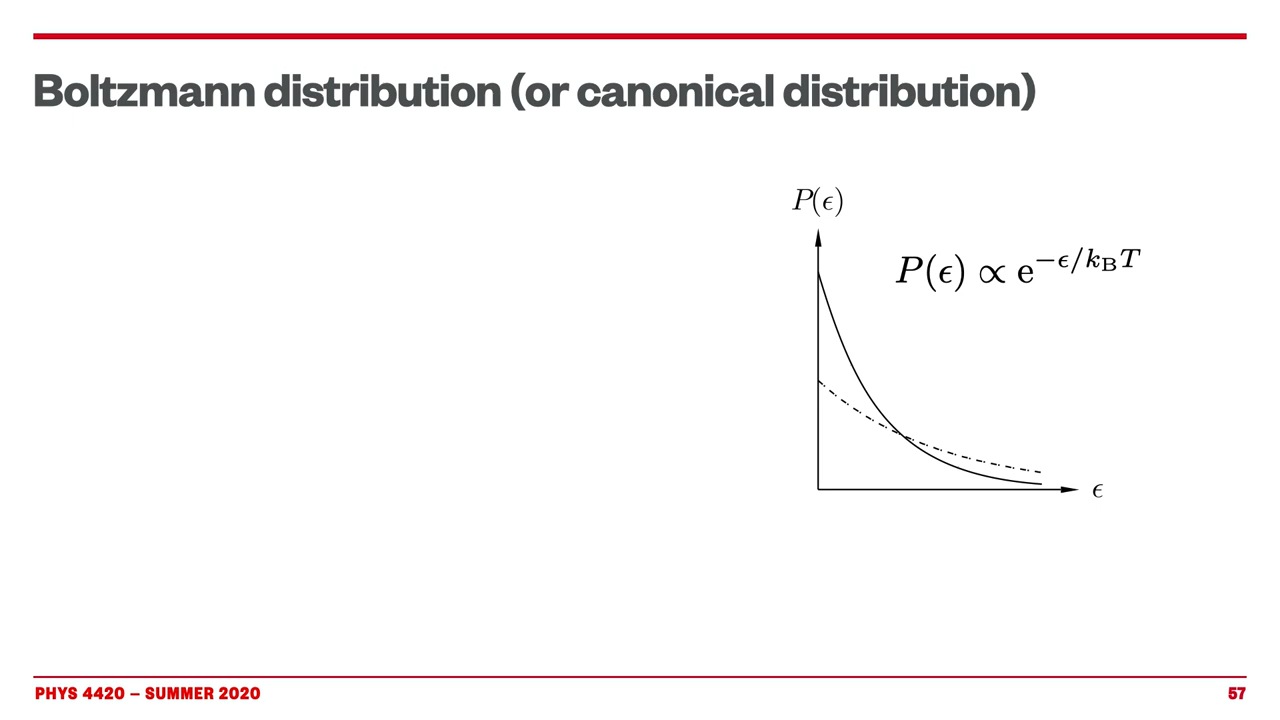 Boltzmann distribution (or canonical distribution)
P(ϵ)
P(ϵ) ∝ e^{−ϵ/k_B T}
ϵ
PHYS 4420 – SUMMER 2020
57